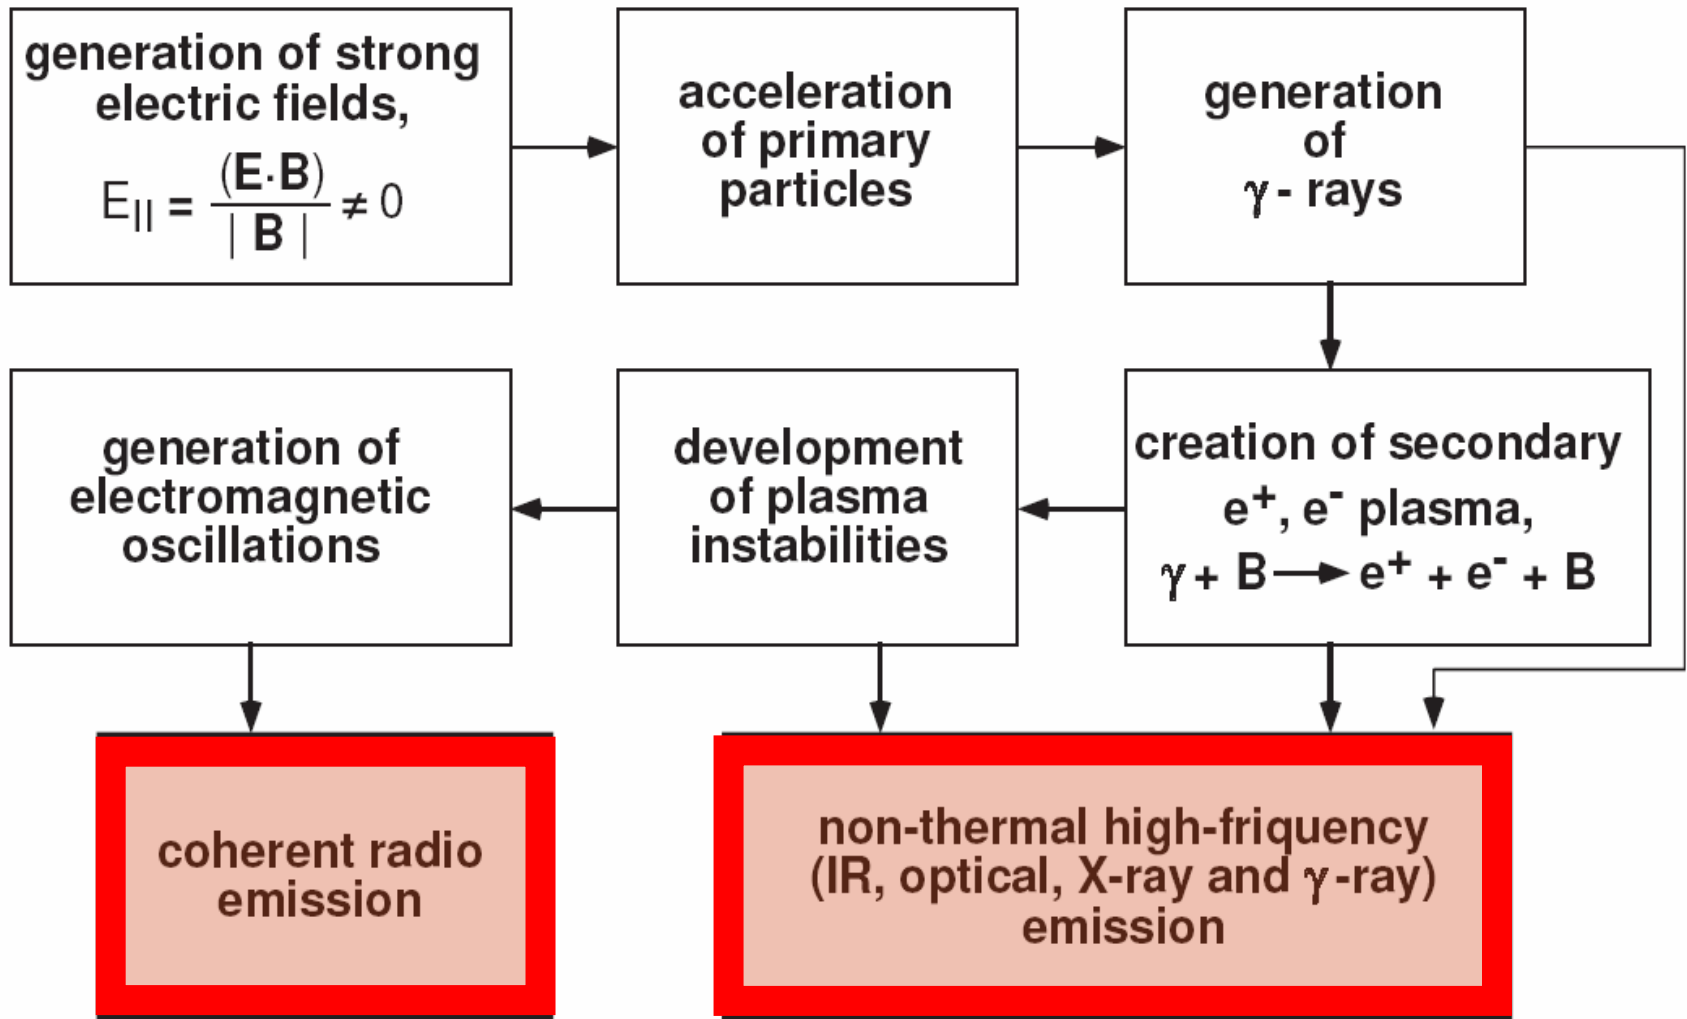 generation of strong
electric fields,
E|| = (E·B) / | B | ≠ 0
acceleration
of primary
particles
generation
of
γ - rays
generation of
electromagnetic
oscillations
development
of plasma
instabilities
creation of secondary
e⁺, e⁻ plasma,
γ + B → e⁺ + e⁻ + B
coherent radio
emission
non-thermal high-friquency
(IR, optical, X-ray and γ -ray)
emission